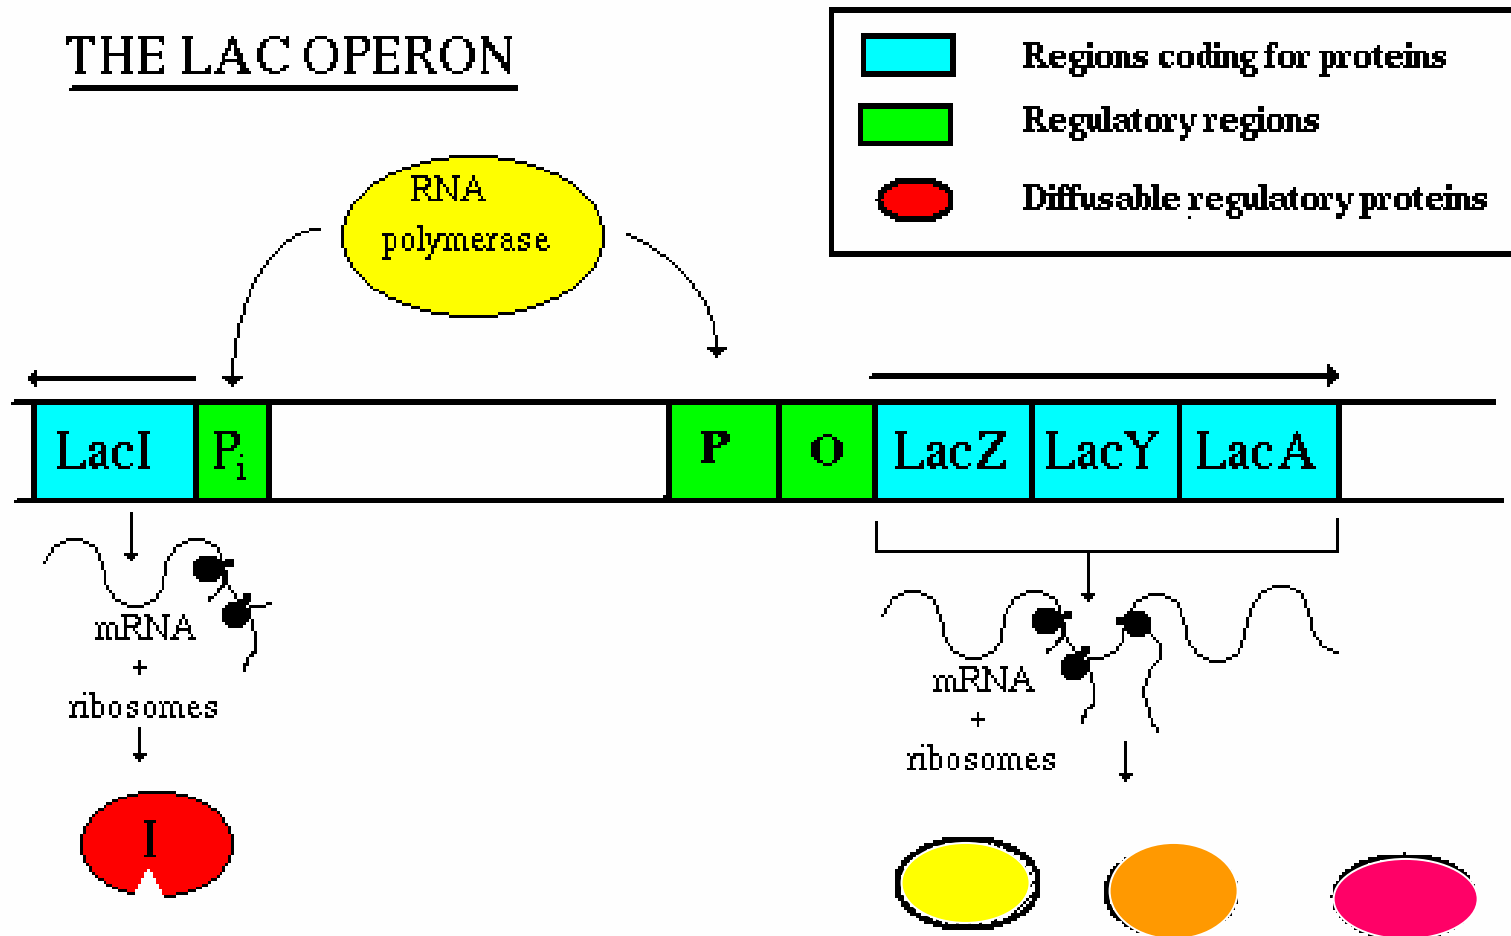 THE LAC OPERON
Regions coding for proteins
Regulatory regions
Diffusable regulatory proteins
RNA
polymerase
LacI
Pi
P
O
LacZ
LacY
LacA
mRNA
+
ribosomes
I
mRNA
+
ribosomes